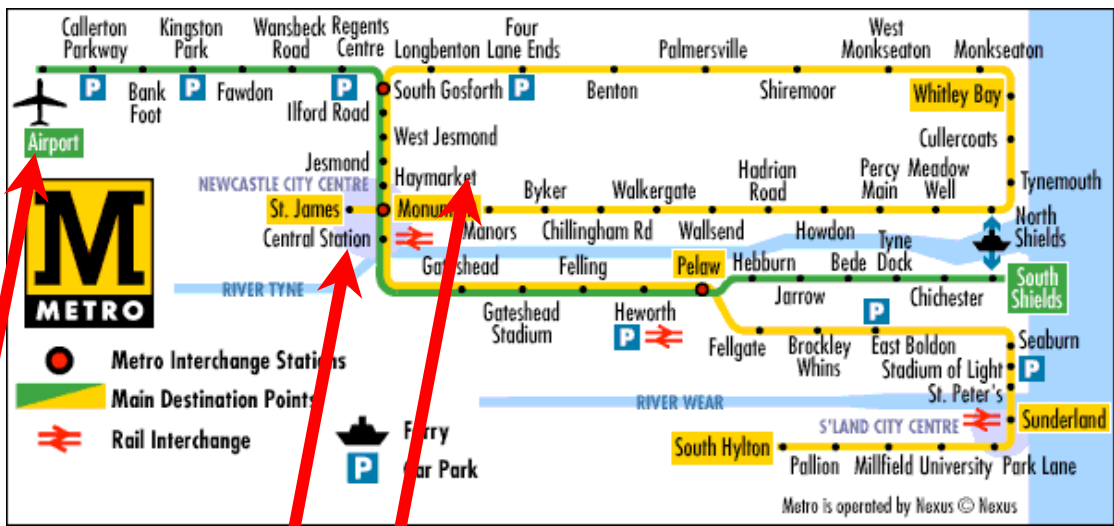 Callerton
Parkway
Kingston
Park
Wansbeck
Road
Regents
Centre
Longbenton
Four
Lane Ends
Palmersville
West
Monkseaton
Monkseaton
P
Bank
Foot
P
Fawdon
P
Ilford Road
South Gosforth
P
Benton
Shiremoor
Whitley Bay
Airport
West Jesmond
Cullercoats
Jesmond
Haymarket
NEWCASTLE CITY CENTRE
Byker
Walkergate
Hadrian
Road
Percy
Main
Meadow
Well
Tynemouth
St. James
Central Station
Manors
Chillingham Rd
Wallsend
Howdon
North
Shields
M
METRO
RIVER TYNE
Felling
Pelaw
Hebburn
Bede
Tyne
Dock
South
Shields
Gateshead
Stadium
Heworth
P
Jarrow
Chichester
P
Fellgate
Brockley
Whins
East Boldon
Seaburn
Stadium of Light
P
St. Peter's
Metro Interchange Stations
Main Destination Points
Rail Interchange
Ferry
P
Car Park
RIVER WEAR
S'LAND CITY CENTRE
Sunderland
South Hylton
Pallion
Millfield
University
Park Lane
Metro is operated by Nexus © Nexus